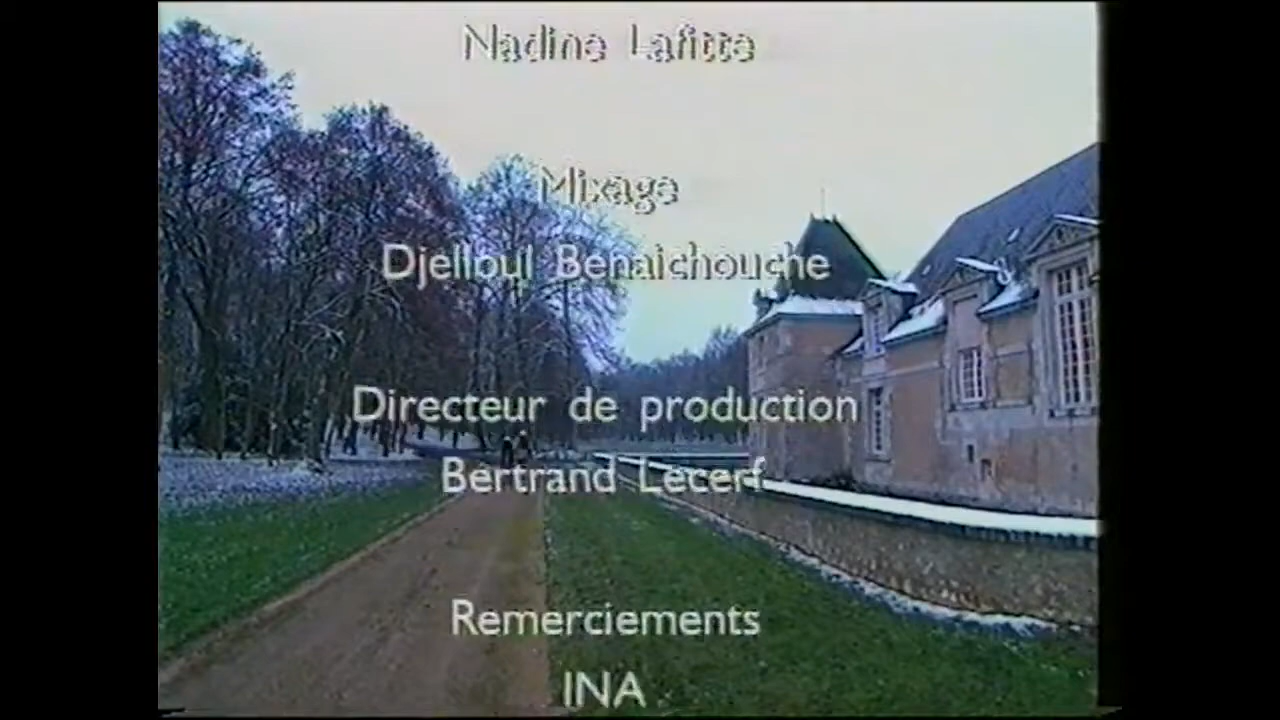 Nadine Lafitte
Mixage
Djelloul Benaichouche
Directeur de production
Bertrand Lecerf
Remerciements
INA